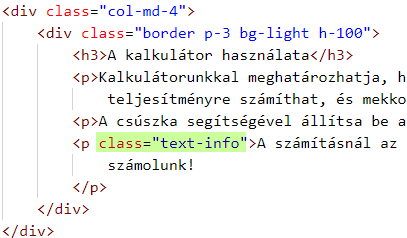 <div class="col-md-4">
<div class="border p-3 bg-light h-100">
<h3>A kalkulátor használata</h3>
<p>Kalkulátorunkkal meghatározhatja, h
teljesítményre számíthat, és mekko
<p>A csúszka segítségével állítsa be a
<p class="text-info">A számításnál az
számolunk!
</p>
</div>
</div>